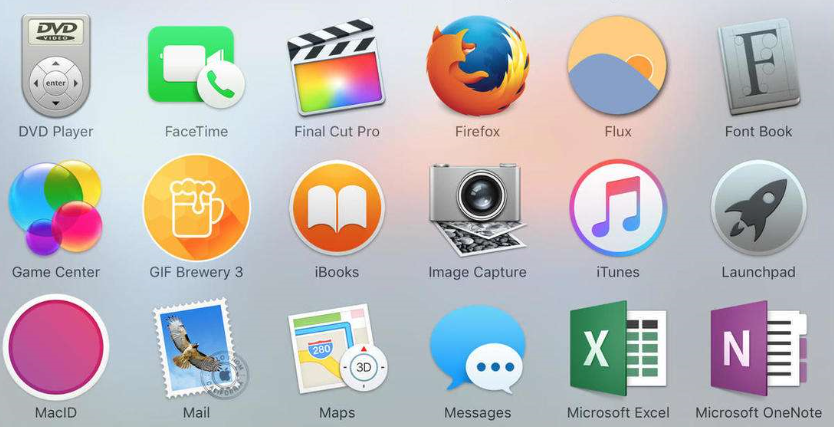 DVD
VIDEO
enter
DVD Player
FaceTime
Final Cut Pro
Firefox
Flux
F
Font Book
Game Center
GIF Brewery 3
iBooks
Image Capture
iTunes
Launchpad
CALIFORNIA
280
3D
X
N
MacID
Mail
Maps
Messages
Microsoft Excel
Microsoft OneNote